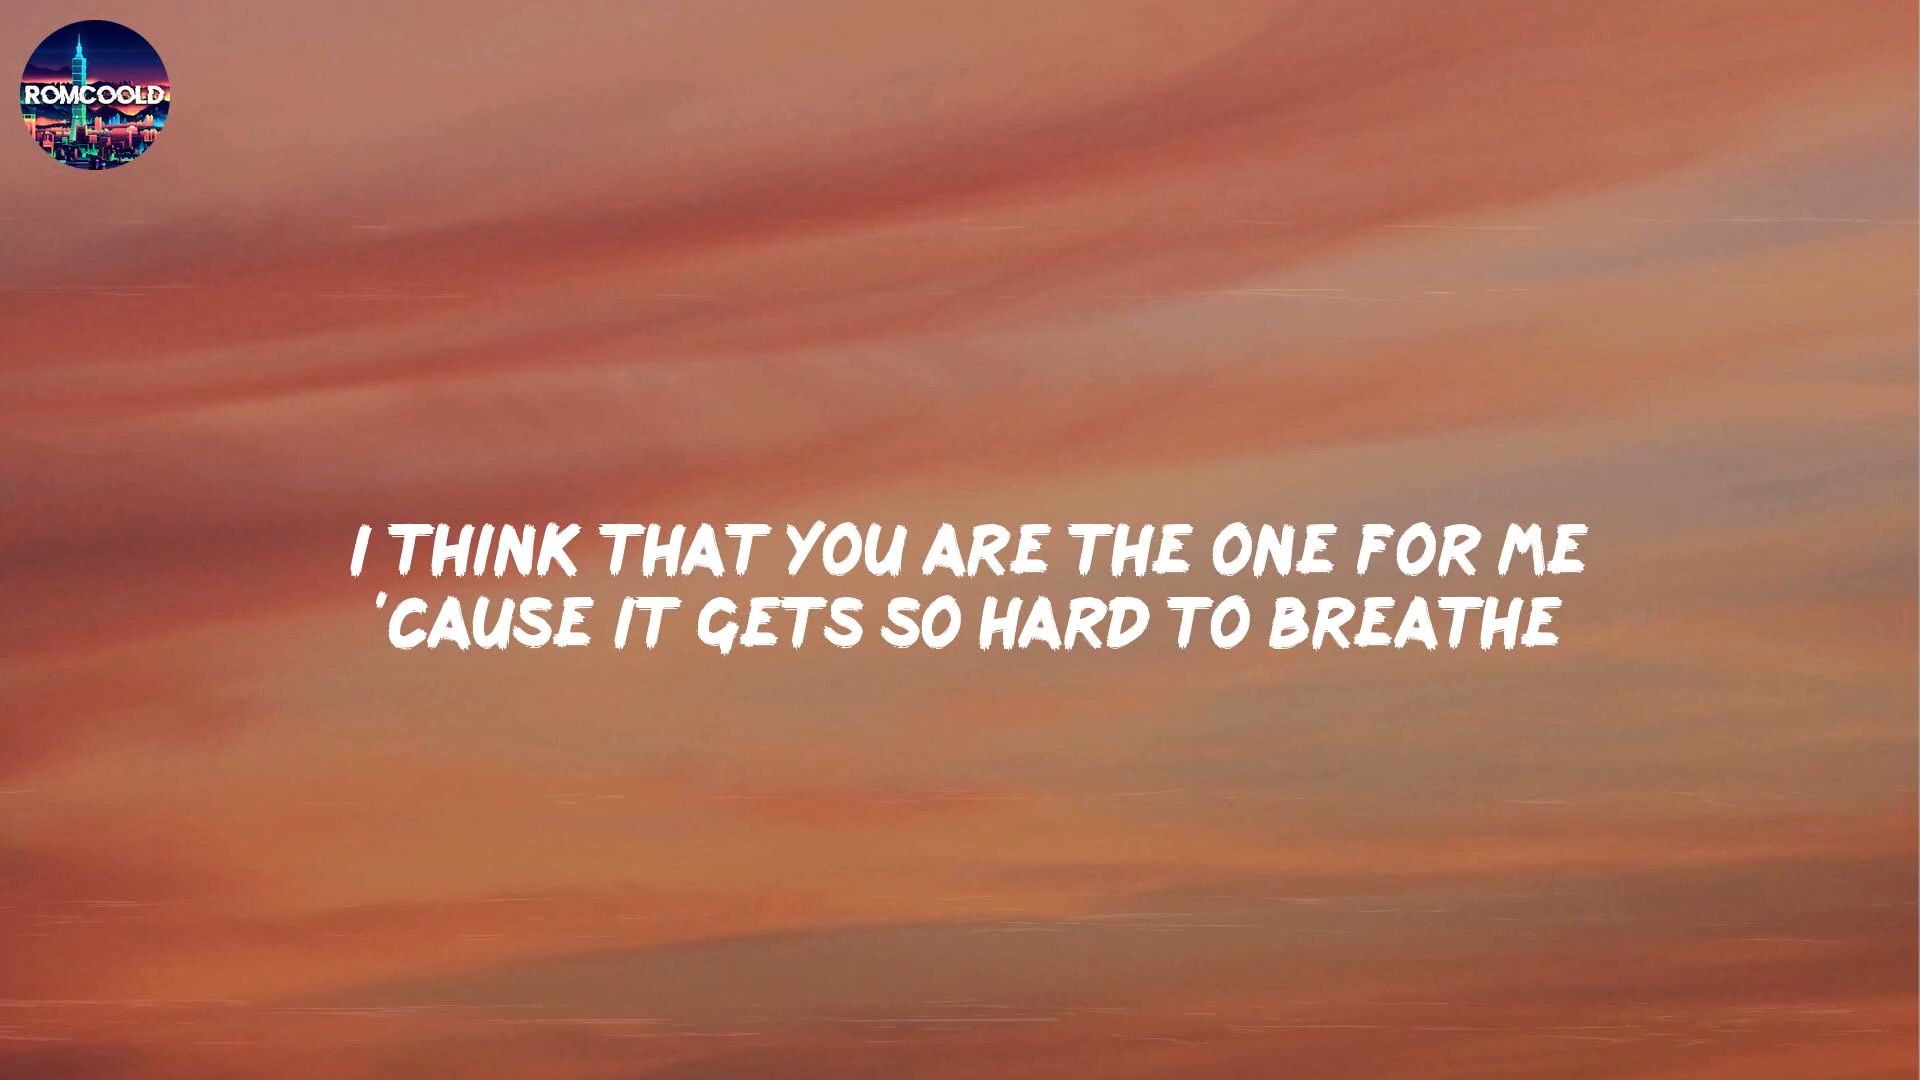 ROMCOOLD
I THINK THAT YOU ARE THE ONE FOR ME
'CAUSE IT GETS SO HARD TO BREATHE